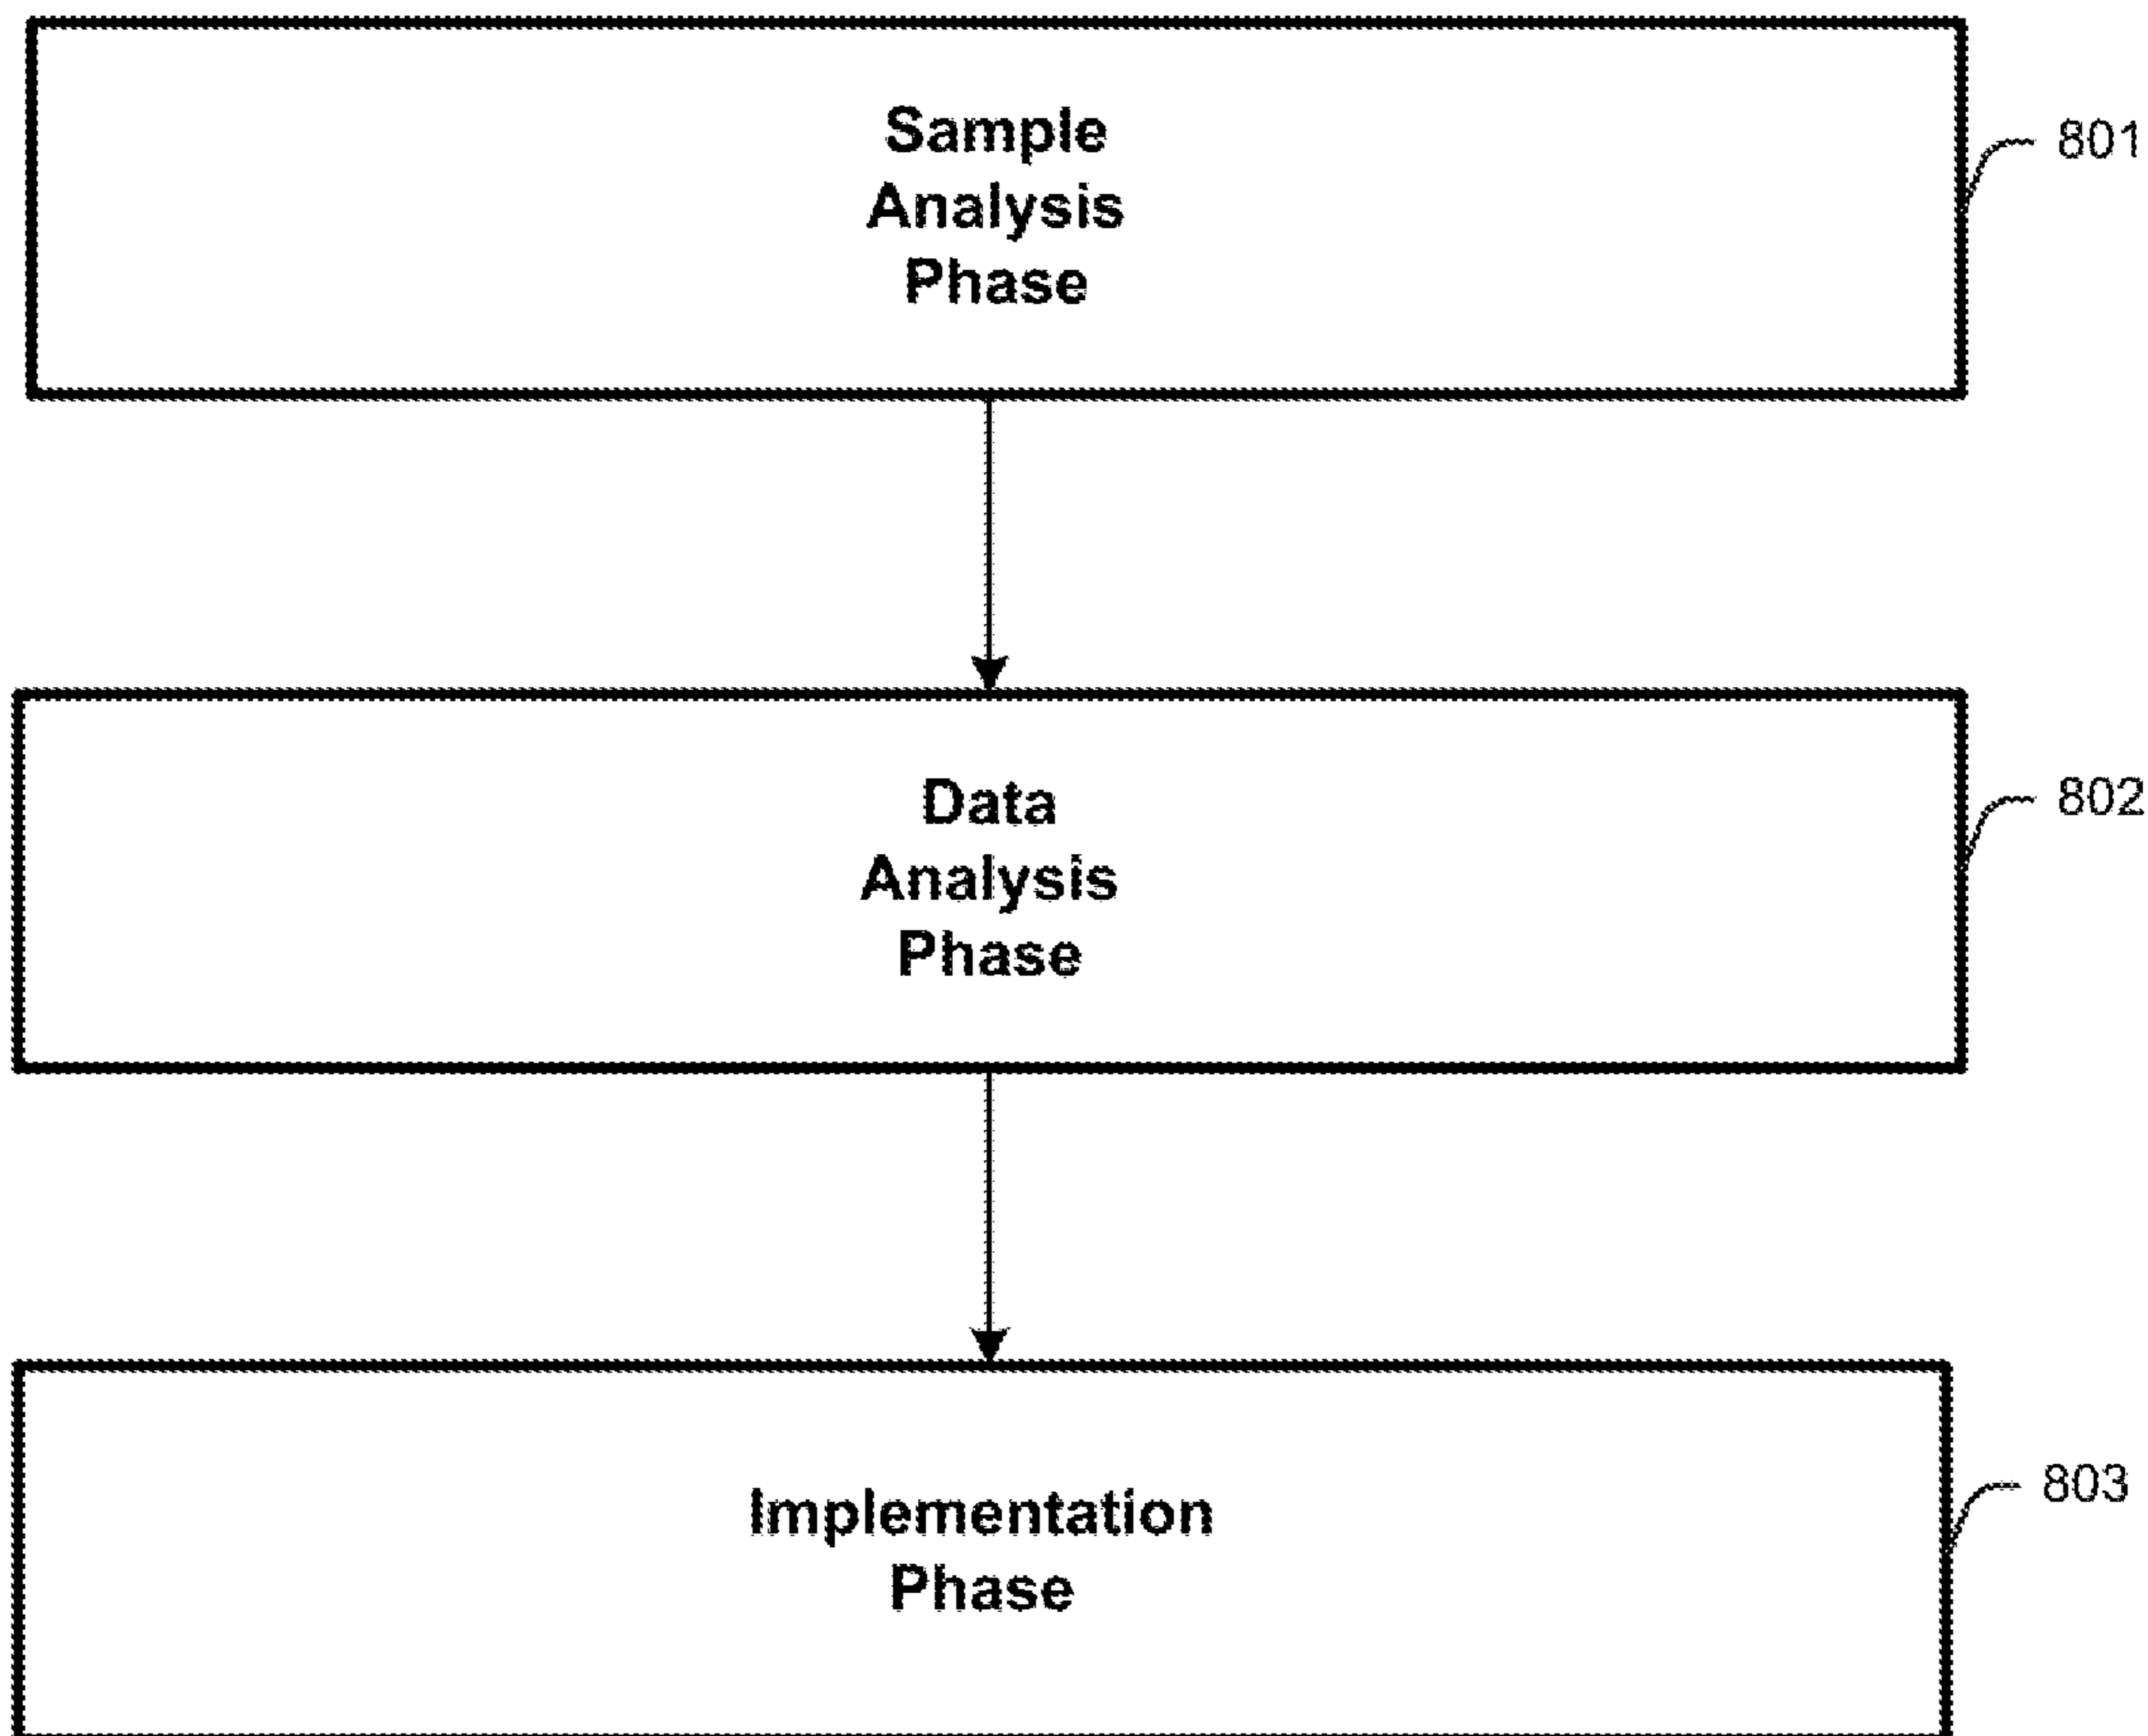 Sample
Analysis
Phase
801
Data
Analysis
Phase
802
Implementation
Phase
803